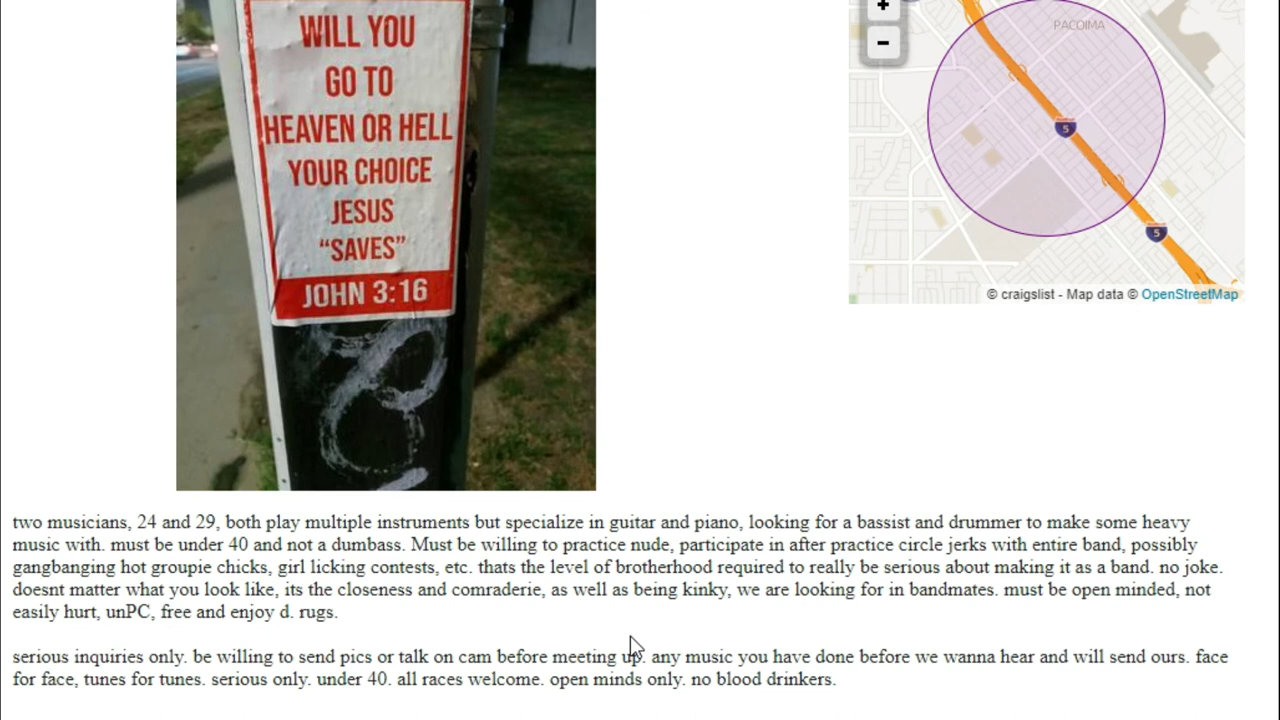 WILL YOU
GO TO
HEAVEN OR HELL
YOUR CHOICE
JESUS
“SAVES”
JOHN 3:16
+
-
PACOIMA
5
5
© craigslist - Map data © OpenStreetMap
two musicians, 24 and 29, both play multiple instruments but specialize in guitar and piano, looking for a bassist and drummer to make some heavy
music with. must be under 40 and not a dumbass. Must be willing to practice nude, participate in after practice circle jerks with entire band, possibly
gangbanging hot groupie chicks, girl licking contests, etc. thats the level of brotherhood required to really be serious about making it as a band. no joke.
doesnt matter what you look like, its the closeness and comraderie, as well as being kinky, we are looking for in bandmates. must be open minded, not
easily hurt, unPC, free and enjoy d. rugs.
serious inquiries only. be willing to send pics or talk on cam before meeting up. any music you have done before we wanna hear and will send ours. face
for face, tunes for tunes. serious only. under 40. all races welcome. open minds only. no blood drinkers.